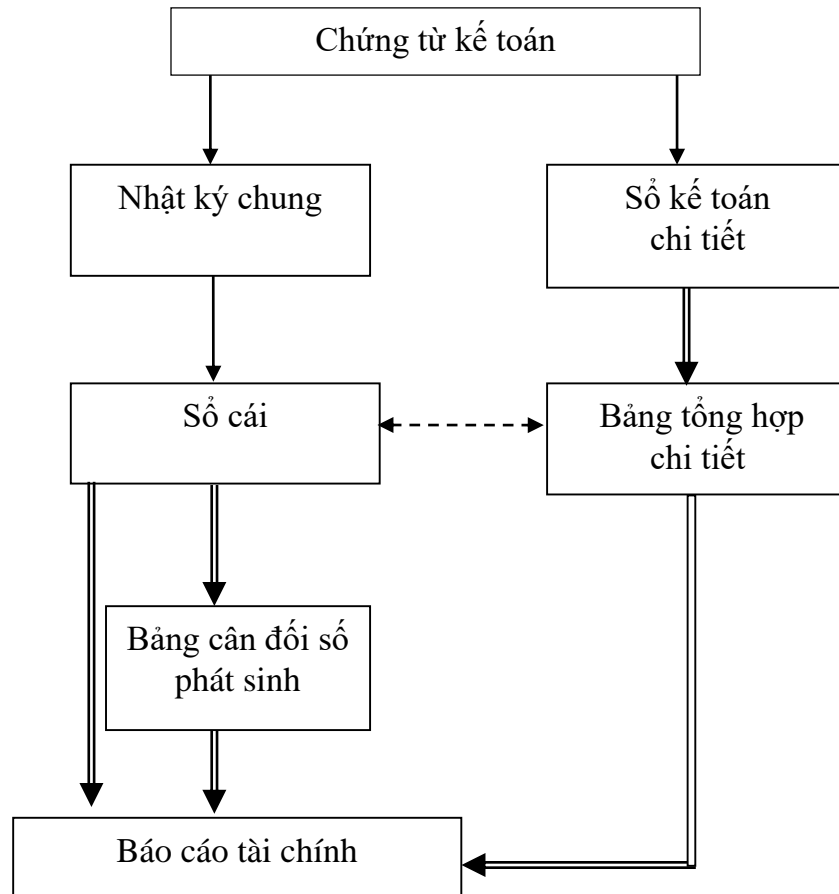 Chứng từ kế toán
Nhật ký chung
Sổ kế toán
chi tiết
Sổ cái
Bảng tổng hợp
chi tiết
Bảng cân đối số
phát sinh
Báo cáo tài chính